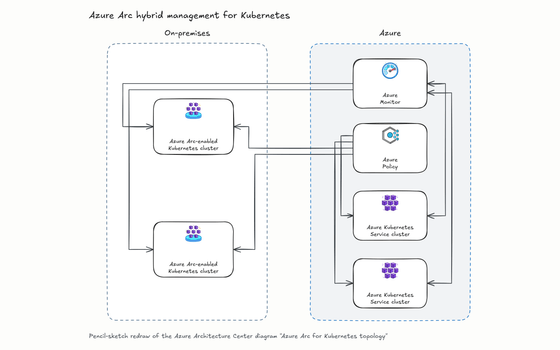 Azure Arc hybrid management for Kubernetes
On-premises
Azure
Azure
Monitor
Azure Arc-enabled
Kubernetes cluster
Azure
Policy
Azure Kubernetes
Service cluster
Azure Arc-enabled
Kubernetes cluster
Azure Kubernetes
Service cluster
Pencil-sketch redraw of the Azure Architecture Center diagram "Azure Arc for Kubernetes topology"